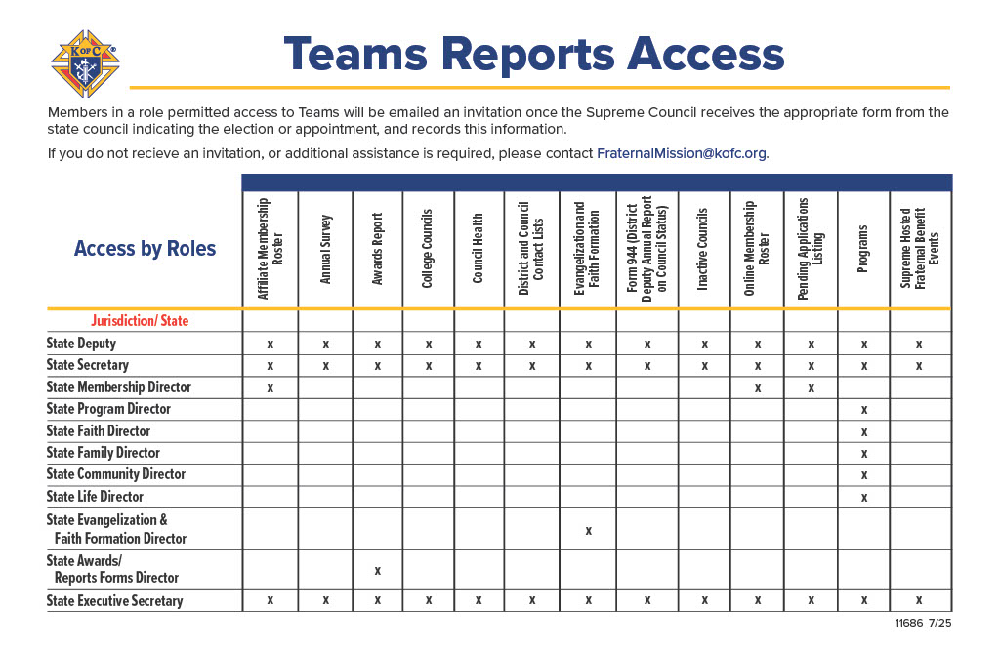 K OF C
®
Teams Reports Access
Members in a role permitted access to Teams will be emailed an invitation once the Supreme Council receives the appropriate form from the
state council indicating the election or appointment, and records this information.
If you do not recieve an invitation, or additional assistance is required, please contact FraternalMission@kofc.org.
Access by Roles
Affiliate Membership
Roster
Annual Survey
Awards Report
College Councils
Council Health
District and Council
Contact Lists
Evangelization and
Faith Formation
Form 944 (District
Deputy Annual Report
on Council Status)
Inactive Councils
Online Membership
Roster
Pending Applications
Listing
Programs
Supreme Hosted
Fraternal Benefit
Events
Jurisdiction/ State
State Deputy x x x x x x x x x x x x x
State Secretary x x x x x x x x x x x x x
State Membership Director x x x
State Program Director x
State Faith Director x
State Family Director x
State Community Director x
State Life Director x
State Evangelization &
Faith Formation Director x
State Awards/
Reports Forms Director x
State Executive Secretary x x x x x x x x x x x x x
11686 7/25